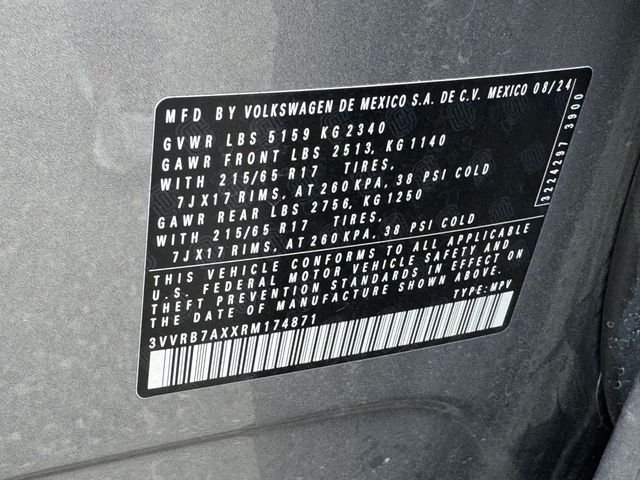 MFD BY VOLKSWAGEN DE MEXICO S.A. DE C.V. MEXICO 08/24
GVWR LBS 5159 KG 2340
GAWR FRONT LBS 2513, KG 1140
WITH 215/65 R17 TIRES,
7JX17 RIMS, AT 260 KPA, 38 PSI COLD
GAWR REAR LBS 2756, KG 1250
WITH 215/65 R17 TIRES,
7JX17 RIMS, AT 260 KPA, 38 PSI COLD
THIS VEHICLE CONFORMS TO ALL APPLICABLE
U.S. FEDERAL MOTOR VEHICLE SAFETY AND
THEFT PREVENTION STANDARDS IN EFFECT ON
THE DATE OF MANUFACTURE SHOWN ABOVE.
3VVRB7AXXRM174871 TYPE: MPV
3224297 3900